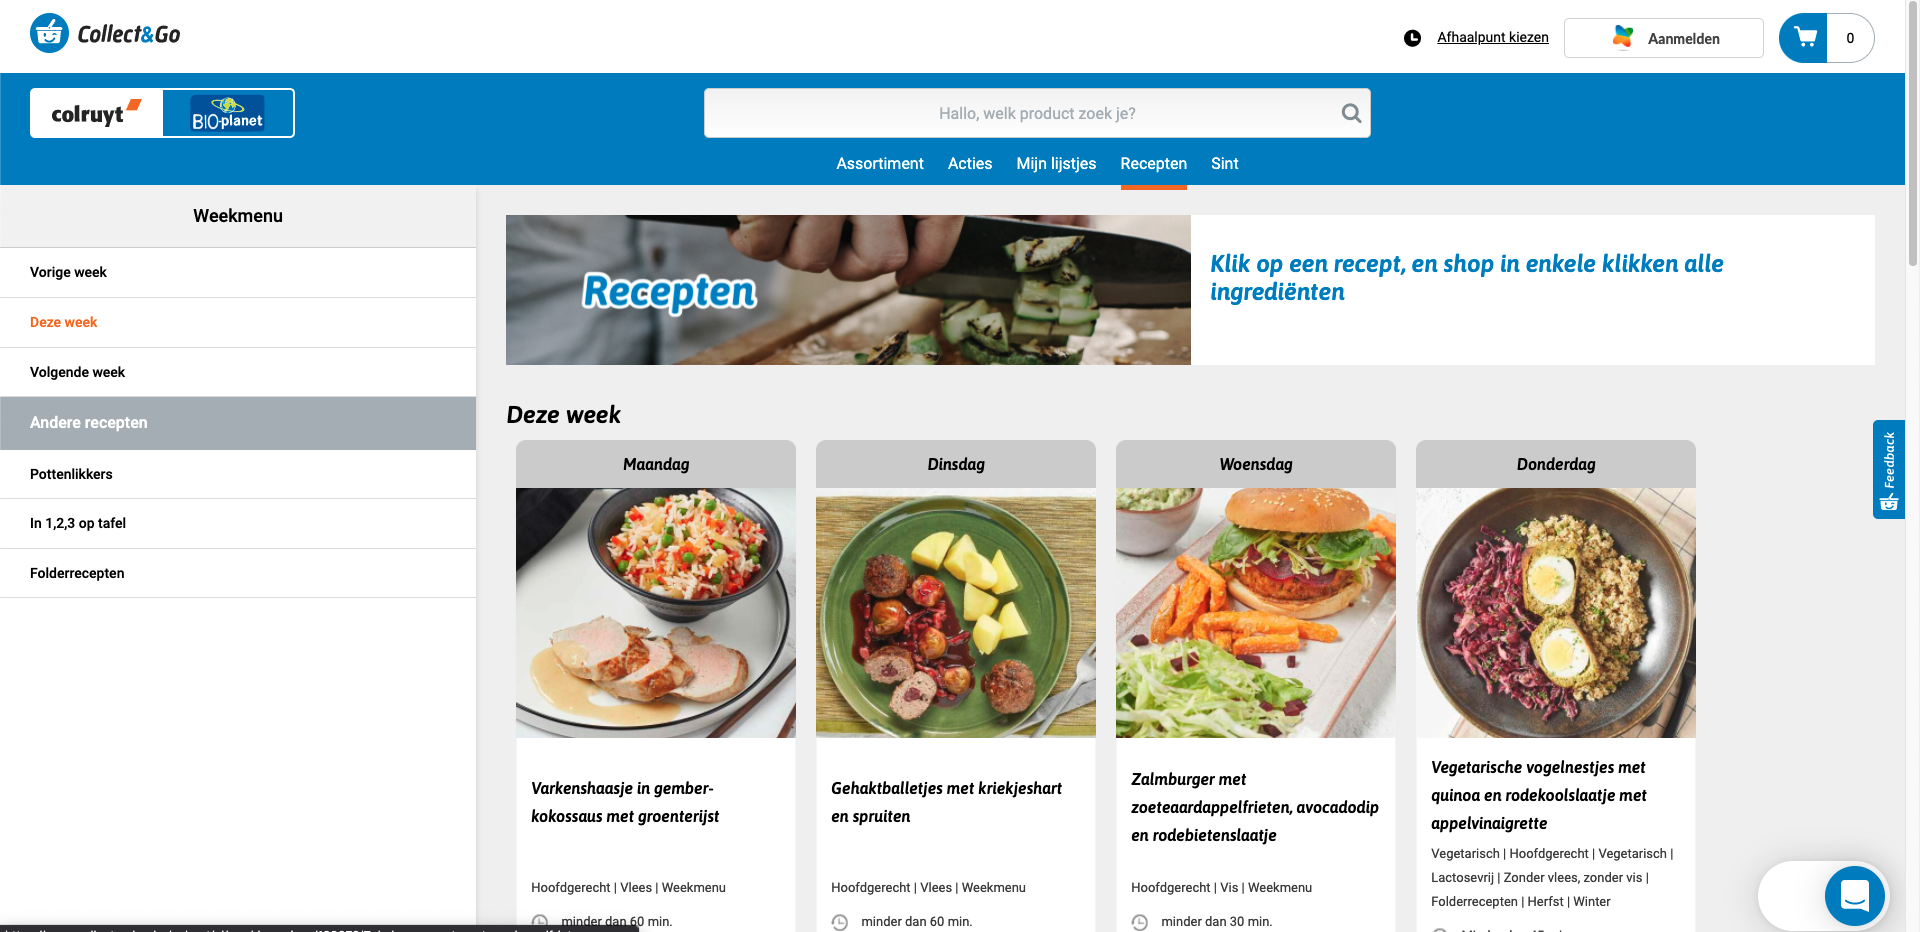 Collect&Go
Afhaalpunt kiezen
Aanmelden
0
colruyt
BIO-planet
Hallo, welk product zoek je?
Assortiment
Acties
Mijn lijstjes
Recepten
Sint
Weekmenu
Vorige week
Deze week
Volgende week
Andere recepten
Pottenlikkers
In 1,2,3 op tafel
Folderrecepten
Recepten
Klik op een recept, en shop in enkele klikken alle
ingrediënten
Deze week
Maandag
Varkenshaasje in gember-
kokossaus met groenterijst
Hoofdgerecht | Vlees | Weekmenu
minder dan 60 min.
Dinsdag
Gehaktballetjes met kriekjeshart
en spruiten
Hoofdgerecht | Vlees | Weekmenu
minder dan 60 min.
Woensdag
Zalmburger met
zoeteaardappelfrieten, avocadodip
en rodebietenslaatje
Hoofdgerecht | Vis | Weekmenu
minder dan 30 min.
Donderdag
Vegetarische vogelnestjes met
quinoa en rodekoolslaatje met
appelvinaigrette
Vegetarisch | Hoofdgerecht | Vegetarisch |
Lactosevrij | Zonder vlees, zonder vis |
Folderrecepten | Herfst | Winter
Feedback